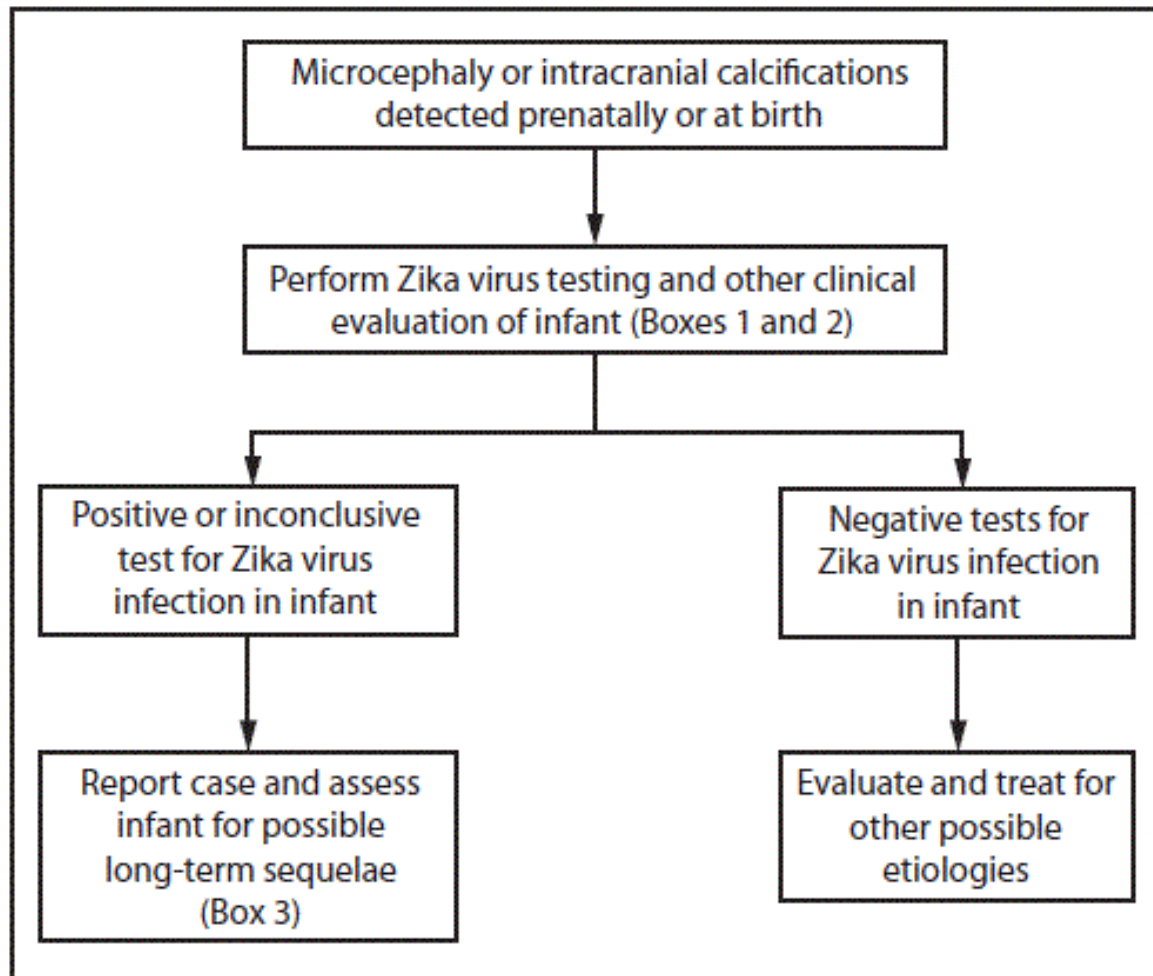 Microcephaly or intracranial calcifications
detected prenatally or at birth
Perform Zika virus testing and other clinical
evaluation of infant (Boxes 1 and 2)
Positive or inconclusive
test for Zika virus
infection in infant
Negative tests for
Zika virus infection
in infant
Report case and assess
infant for possible
long-term sequelae
(Box 3)
Evaluate and treat for
other possible
etiologies